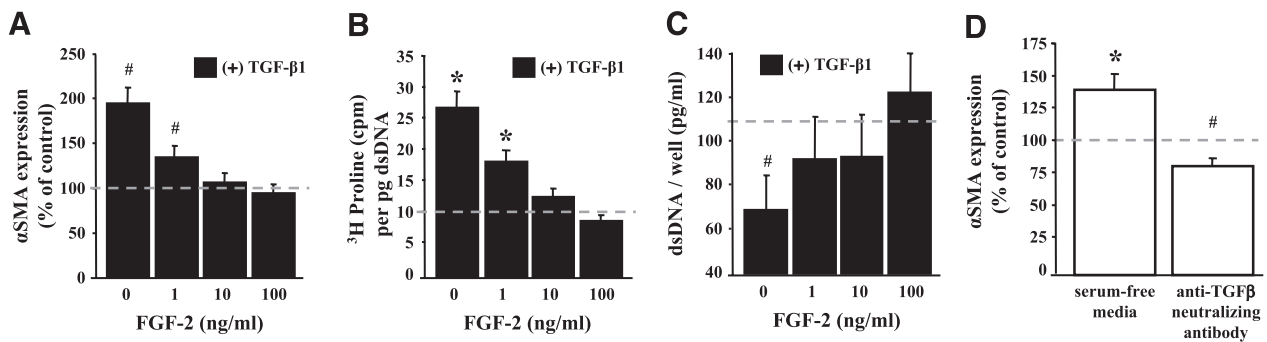 A
αSMA expression
(% of control)
250
200
150
100
50
0
#
#
(+) TGF-β1
0 1 10 100
FGF-2 (ng/ml)
B
³H Proline (cpm)
per pg dsDNA
35
30
25
20
15
10
5
0
*
*
(+) TGF-β1
0 1 10 100
FGF-2 (ng/ml)
C
dsDNA / well (pg/ml)
140
120
100
80
60
40
#
(+) TGF-β1
0 1 10 100
FGF-2 (ng/ml)
D
αSMA expression
(% of control)
175
150
125
100
75
50
25
0
*
#
serum-free
media
anti-TGFβ
neutralizing
antibody